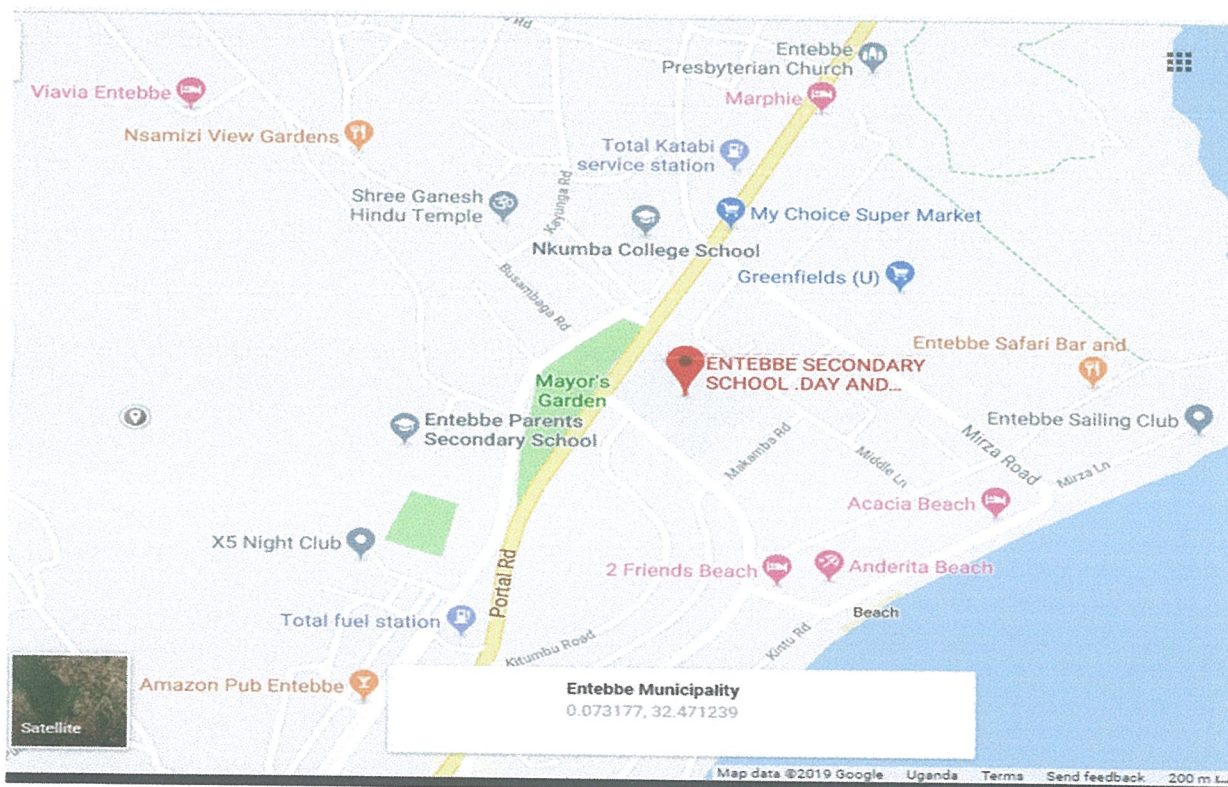 Rd
Entebbe
Presbyterian Church
Viavia Entebbe
Marphie
Nsamizi View Gardens
Total Katabi
service station
Shree Ganesh
Hindu Temple
Kayunga Rd
My Choice Super Market
Nkumba College School
Greenfields (U)
Busambaga Rd
Entebbe Safari Bar and
ENTEBBE SECONDARY
SCHOOL .DAY AND...
Mayor's
Garden
Entebbe Parents
Secondary School
Entebbe Sailing Club
Makamba Rd
Middle Ln
Mirza Road
Mirza Ln
Acacia Beach
X5 Night Club
Portal Rd
2 Friends Beach
Anderita Beach
Beach
Total fuel station
Kitumbu Road
Kintu Rd
Amazon Pub Entebbe
Entebbe Municipality
0.073177, 32.471239
Satellite
Map data ©2019 Google Uganda Terms Send feedback 200 m